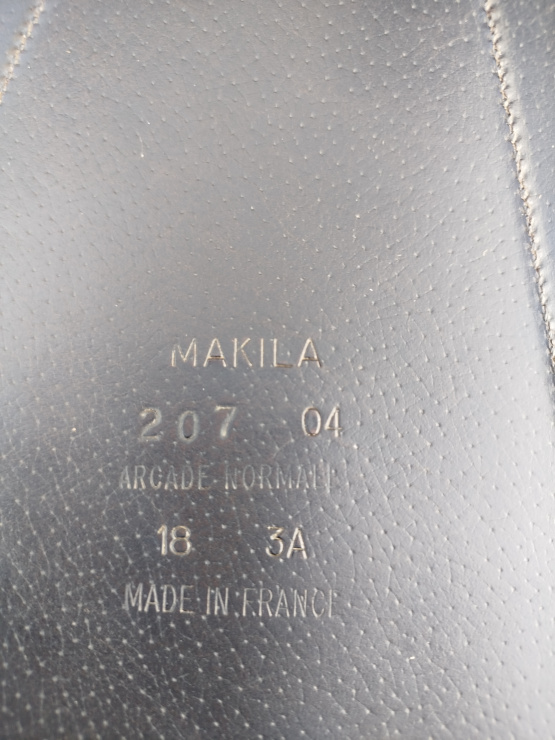 MAKILA
207 04
ARCADE NORMALE
18 3A
MADE IN FRANCE